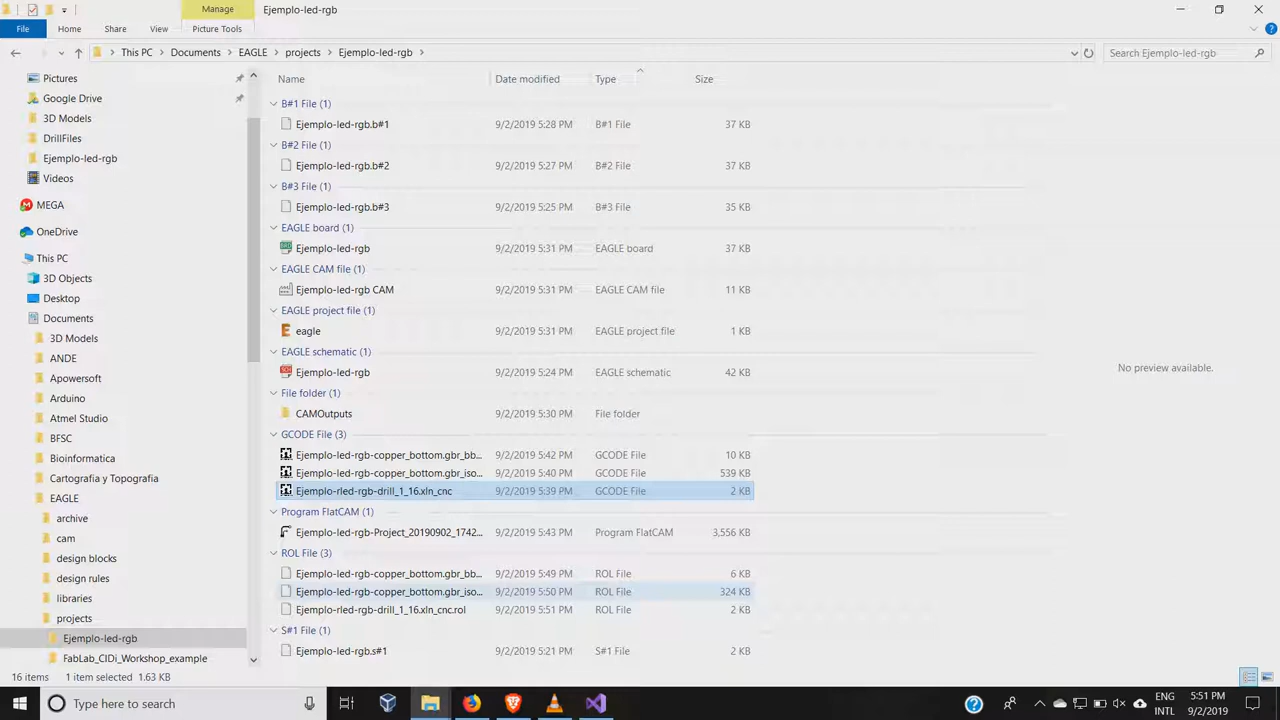 Manage
Ejemplo-led-rgb
File
Home
Share
View
Picture Tools
This PC
Documents
EAGLE
projects
Ejemplo-led-rgb
Search Ejemplo-led-rgb
Pictures
Google Drive
3D Models
DrillFiles
Ejemplo-led-rgb
Videos
MEGA
OneDrive
This PC
3D Objects
Desktop
Documents
3D Models
ANDE
Apowersoft
Arduino
Atmel Studio
BFSC
Bioinformatica
Cartografia y Topografia
EAGLE
archive
cam
design blocks
design rules
libraries
projects
Ejemplo-led-rgb
FabLab_CIDi_Workshop_example
Name Date modified Type Size
B#1 File (1)
Ejemplo-led-rgb.b#1 9/2/2019 5:28 PM B#1 File 37 KB
B#2 File (1)
Ejemplo-led-rgb.b#2 9/2/2019 5:27 PM B#2 File 37 KB
B#3 File (1)
Ejemplo-led-rgb.b#3 9/2/2019 5:25 PM B#3 File 35 KB
EAGLE board (1)
Ejemplo-led-rgb 9/2/2019 5:31 PM EAGLE board 37 KB
EAGLE CAM file (1)
Ejemplo-led-rgb CAM 9/2/2019 5:31 PM EAGLE CAM file 11 KB
EAGLE project file (1)
eagle 9/2/2019 5:31 PM EAGLE project file 1 KB
EAGLE schematic (1)
Ejemplo-led-rgb 9/2/2019 5:24 PM EAGLE schematic 42 KB
File folder (1)
CAMOutputs 9/2/2019 5:30 PM File folder
GCODE File (3)
Ejemplo-led-rgb-copper_bottom.gbr_bb... 9/2/2019 5:42 PM GCODE File 10 KB
Ejemplo-led-rgb-copper_bottom.gbr_iso... 9/2/2019 5:40 PM GCODE File 539 KB
Ejemplo-rled-rgb-drill_1_16.xln_cnc 9/2/2019 5:39 PM GCODE File 2 KB
Program FlatCAM (1)
Ejemplo-led-rgb-Project_20190902_1742... 9/2/2019 5:43 PM Program FlatCAM 3,556 KB
ROL File (3)
Ejemplo-led-rgb-copper_bottom.gbr_bb... 9/2/2019 5:49 PM ROL File 6 KB
Ejemplo-led-rgb-copper_bottom.gbr_iso... 9/2/2019 5:50 PM ROL File 324 KB
Ejemplo-rled-rgb-drill_1_16.xln_cnc.rol 9/2/2019 5:51 PM ROL File 2 KB
S#1 File (1)
Ejemplo-led-rgb.s#1 9/2/2019 5:21 PM S#1 File 2 KB
No preview available.
16 items 1 item selected 1.63 KB
Type here to search
ENG
INTL
5:51 PM
9/2/2019